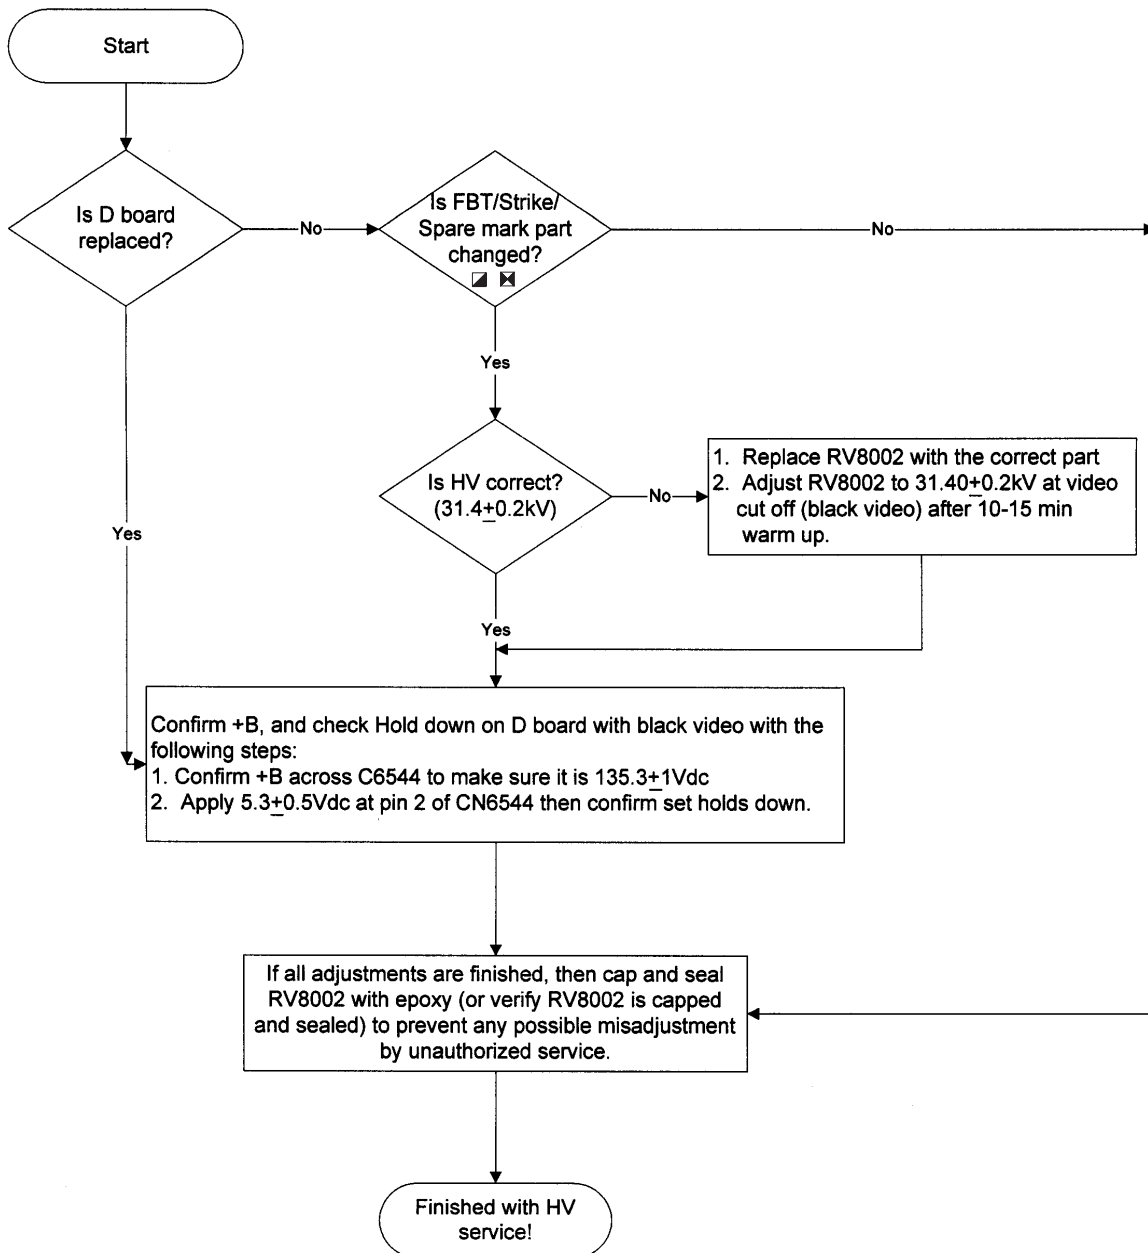 Start
Is D board
replaced?
No
Is FBT/Strike/
Spare mark part
changed?
No
Yes
Yes
Is HV correct?
(31.4±0.2kV)
No
1. Replace RV8002 with the correct part
2. Adjust RV8002 to 31.40±0.2kV at video
cut off (black video) after 10-15 min
warm up.
Yes
Confirm +B, and check Hold down on D board with black video with the
following steps:
1. Confirm +B across C6544 to make sure it is 135.3±1Vdc
2. Apply 5.3±0.5Vdc at pin 2 of CN6544 then confirm set holds down.
If all adjustments are finished, then cap and seal
RV8002 with epoxy (or verify RV8002 is capped
and sealed) to prevent any possible misadjustment
by unauthorized service.
Finished with HV
service!